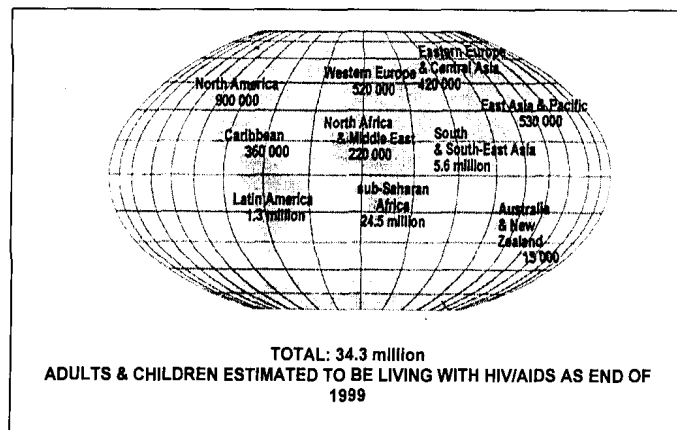 Eastern Europe
& Central Asia
420 000
Western Europe
520 000
North America
900 000
East Asia & Pacific
530 000
North Africa
& Middle East
220 000
Caribbean
360 000
South
& South-East Asia
5.6 million
sub-Saharan
Africa
24.5 million
Latin America
1.3 million
Australia
& New
Zealand
15 000
TOTAL: 34.3 million
ADULTS & CHILDREN ESTIMATED TO BE LIVING WITH HIV/AIDS AS END OF
1999